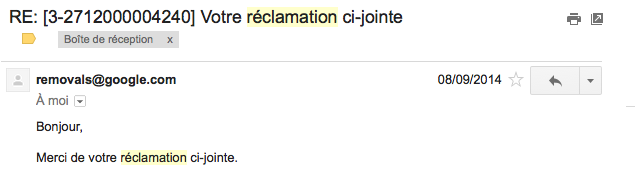 RE: [3-2712000004240] Votre réclamation ci-jointe
Boîte de réception x
removals@google.com 08/09/2014
À moi
Bonjour,
Merci de votre réclamation ci-jointe.